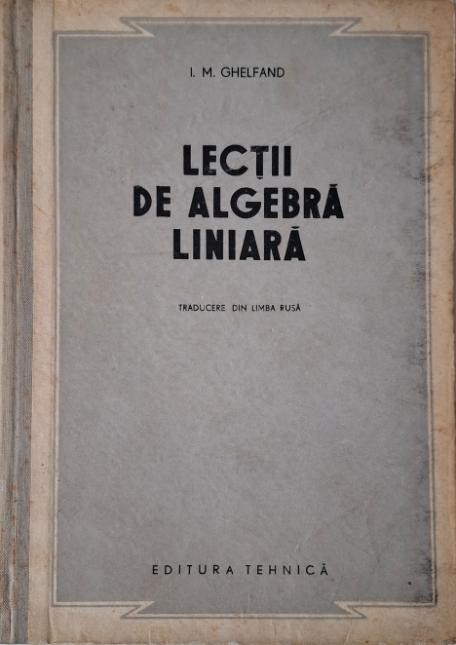 I. M. GHELFAND
LECȚII
DE ALGEBRĂ
LINIARĂ
TRADUCERE DIN LIMBA RUSĂ
EDITURA TEHNICĂ